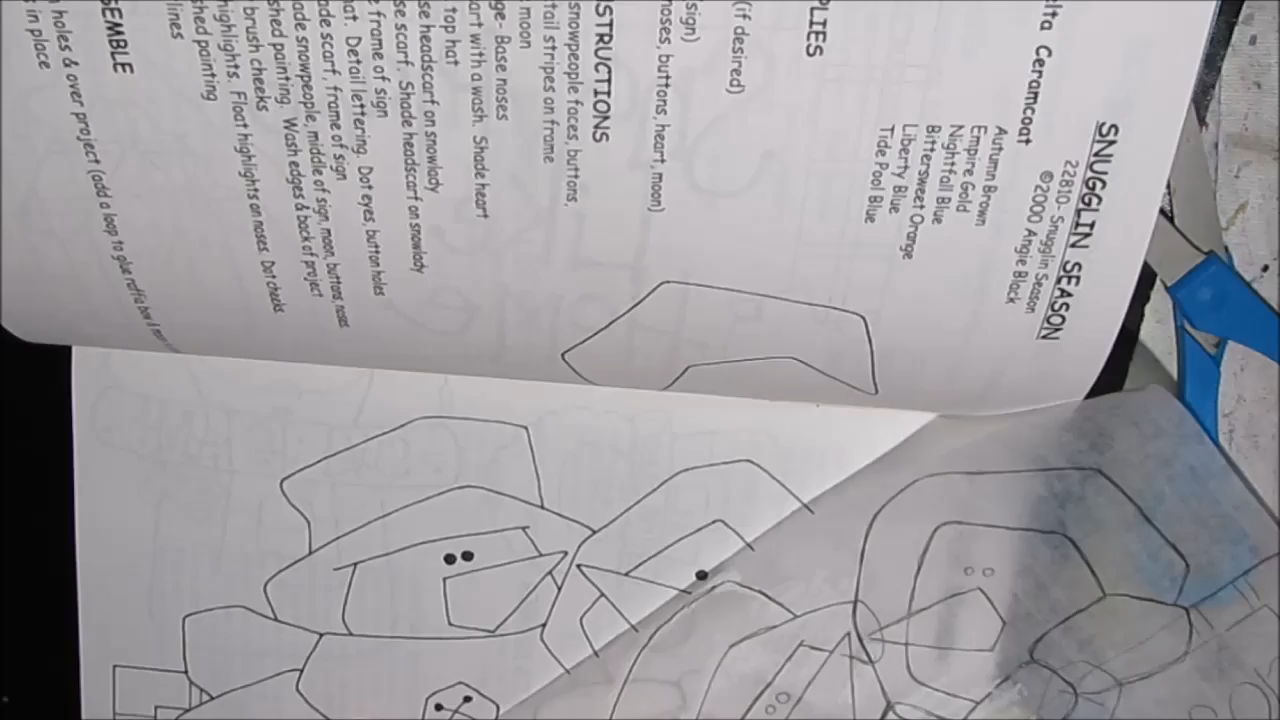 SNUGGLIN SEASON
22810- Snugglin Season
©2000 Angie Black
lta Ceramcoat
Autumn Brown
Empire Gold
Nightfall Blue
Bittersweet Orange
Liberty Blue
Tide Pool Blue
PLIES
(if desired)
sign)
noses, buttons, heart, moon)
STRUCTIONS
snowpeople faces, buttons,
tail stripes on frame
moon
ge- Base noses
art with a wash. Shade heart
top hat
se headscarf on snowlady
se scarf. Shade headscarf on snowlady
e frame of sign
at. Detail lettering. Dot eyes, button holes
ade scarf, frame of sign
ade snowpeople, middle of sign, moon, buttons, noses
shed painting. Wash edges & back of project
brush cheeks
highlights. Float highlights on noses. Dot cheeks
shed painting
lines
SEMBLE
holes & over project (add a loop to glue raffia bow
in place